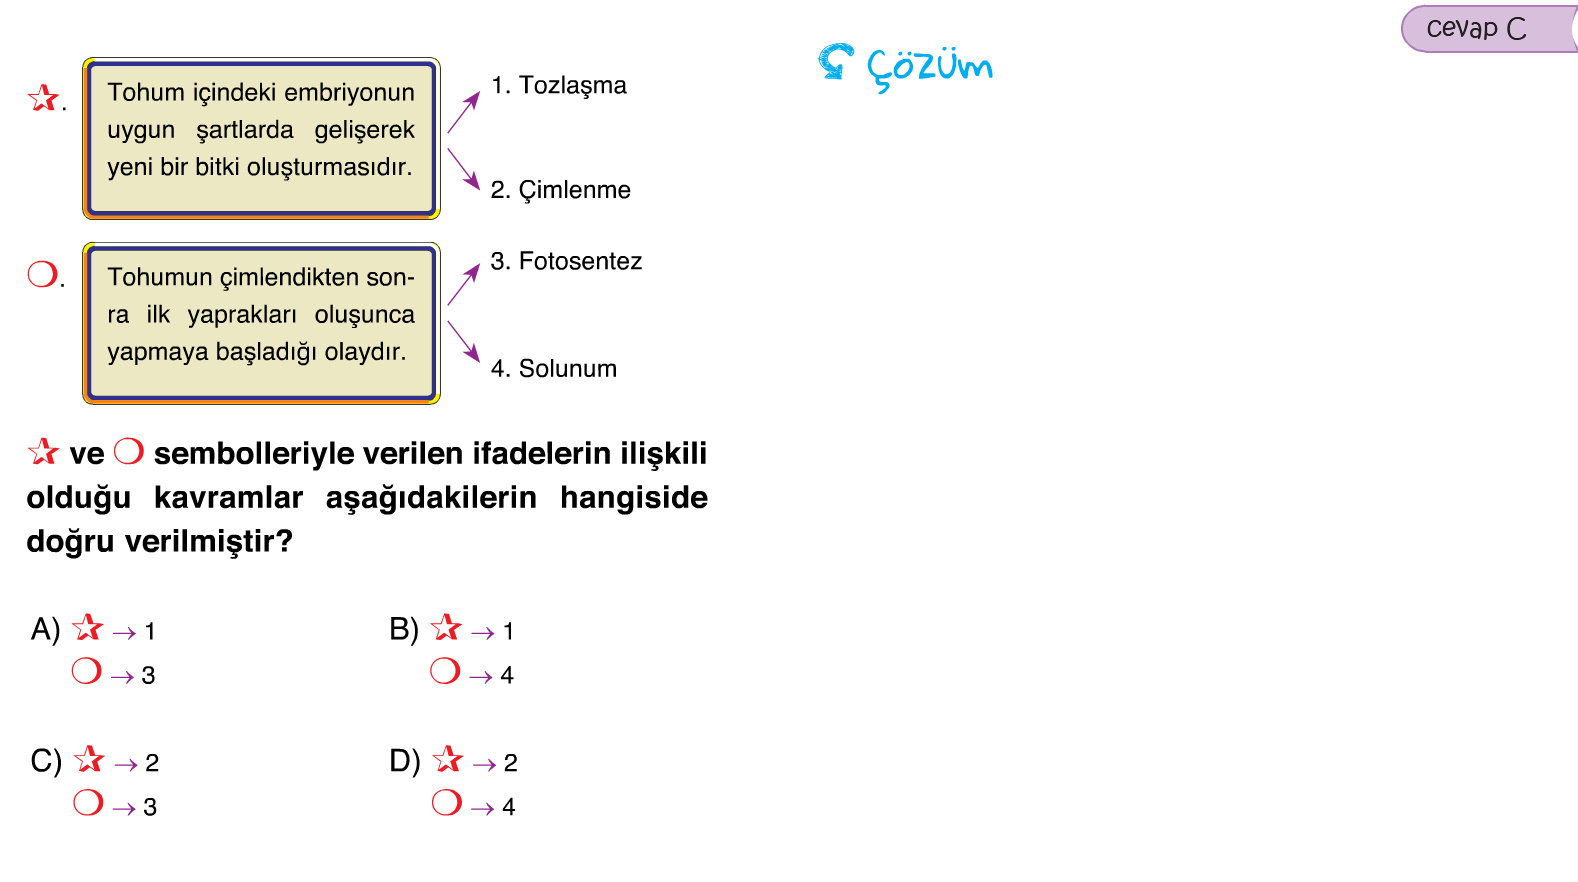 cevap C
Çözüm
✰.
Tohum içindeki embriyonun
uygun şartlarda gelişerek
yeni bir bitki oluşturmasıdır.
1. Tozlaşma
2. Çimlenme
❍.
Tohumun çimlendikten son-
ra ilk yaprakları oluşunca
yapmaya başladığı olaydır.
3. Fotosentez
4. Solunum
✰ ve ❍ sembolleriyle verilen ifadelerin ilişkili
olduğu kavramlar aşağıdakilerin hangiside
doğru verilmiştir?
A) ✰ → 1
❍ → 3
B) ✰ → 1
❍ → 4
C) ✰ → 2
❍ → 3
D) ✰ → 2
❍ → 4